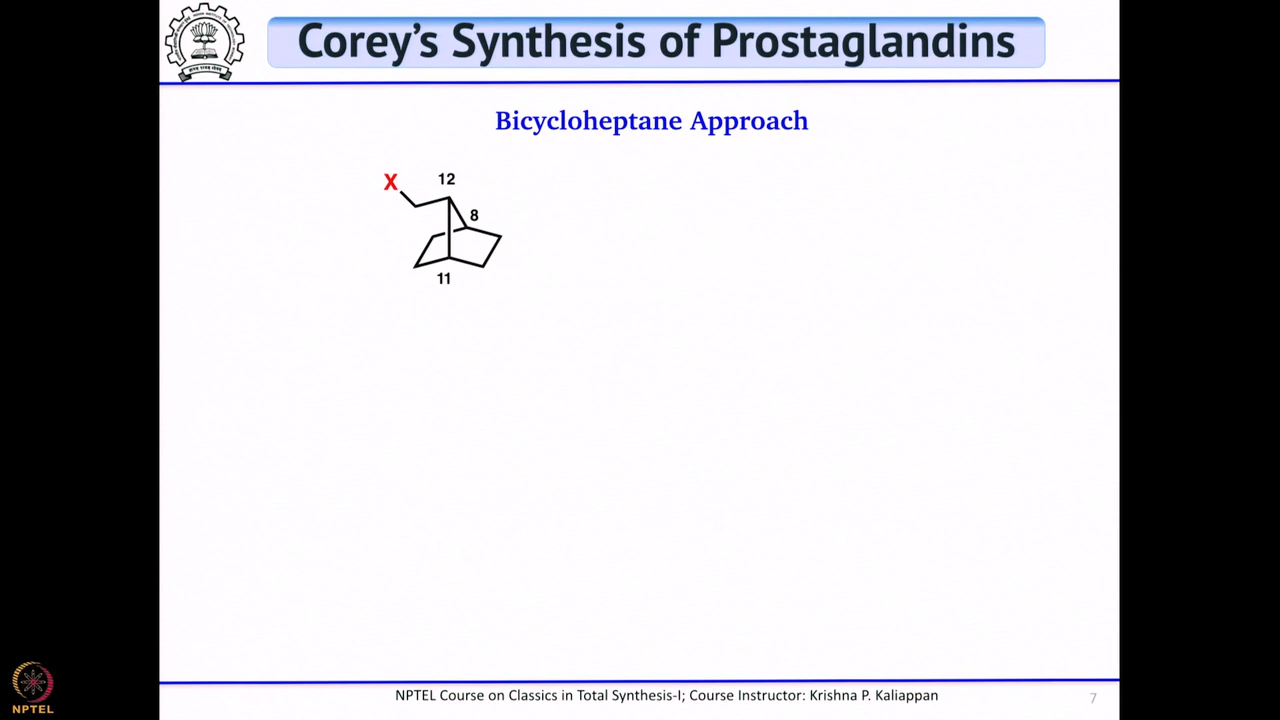 Corey's Synthesis of Prostaglandins
Bicycloheptane Approach
X
12
8
11
NPTEL Course on Classics in Total Synthesis-I; Course Instructor: Krishna P. Kaliappan
7
NPTEL